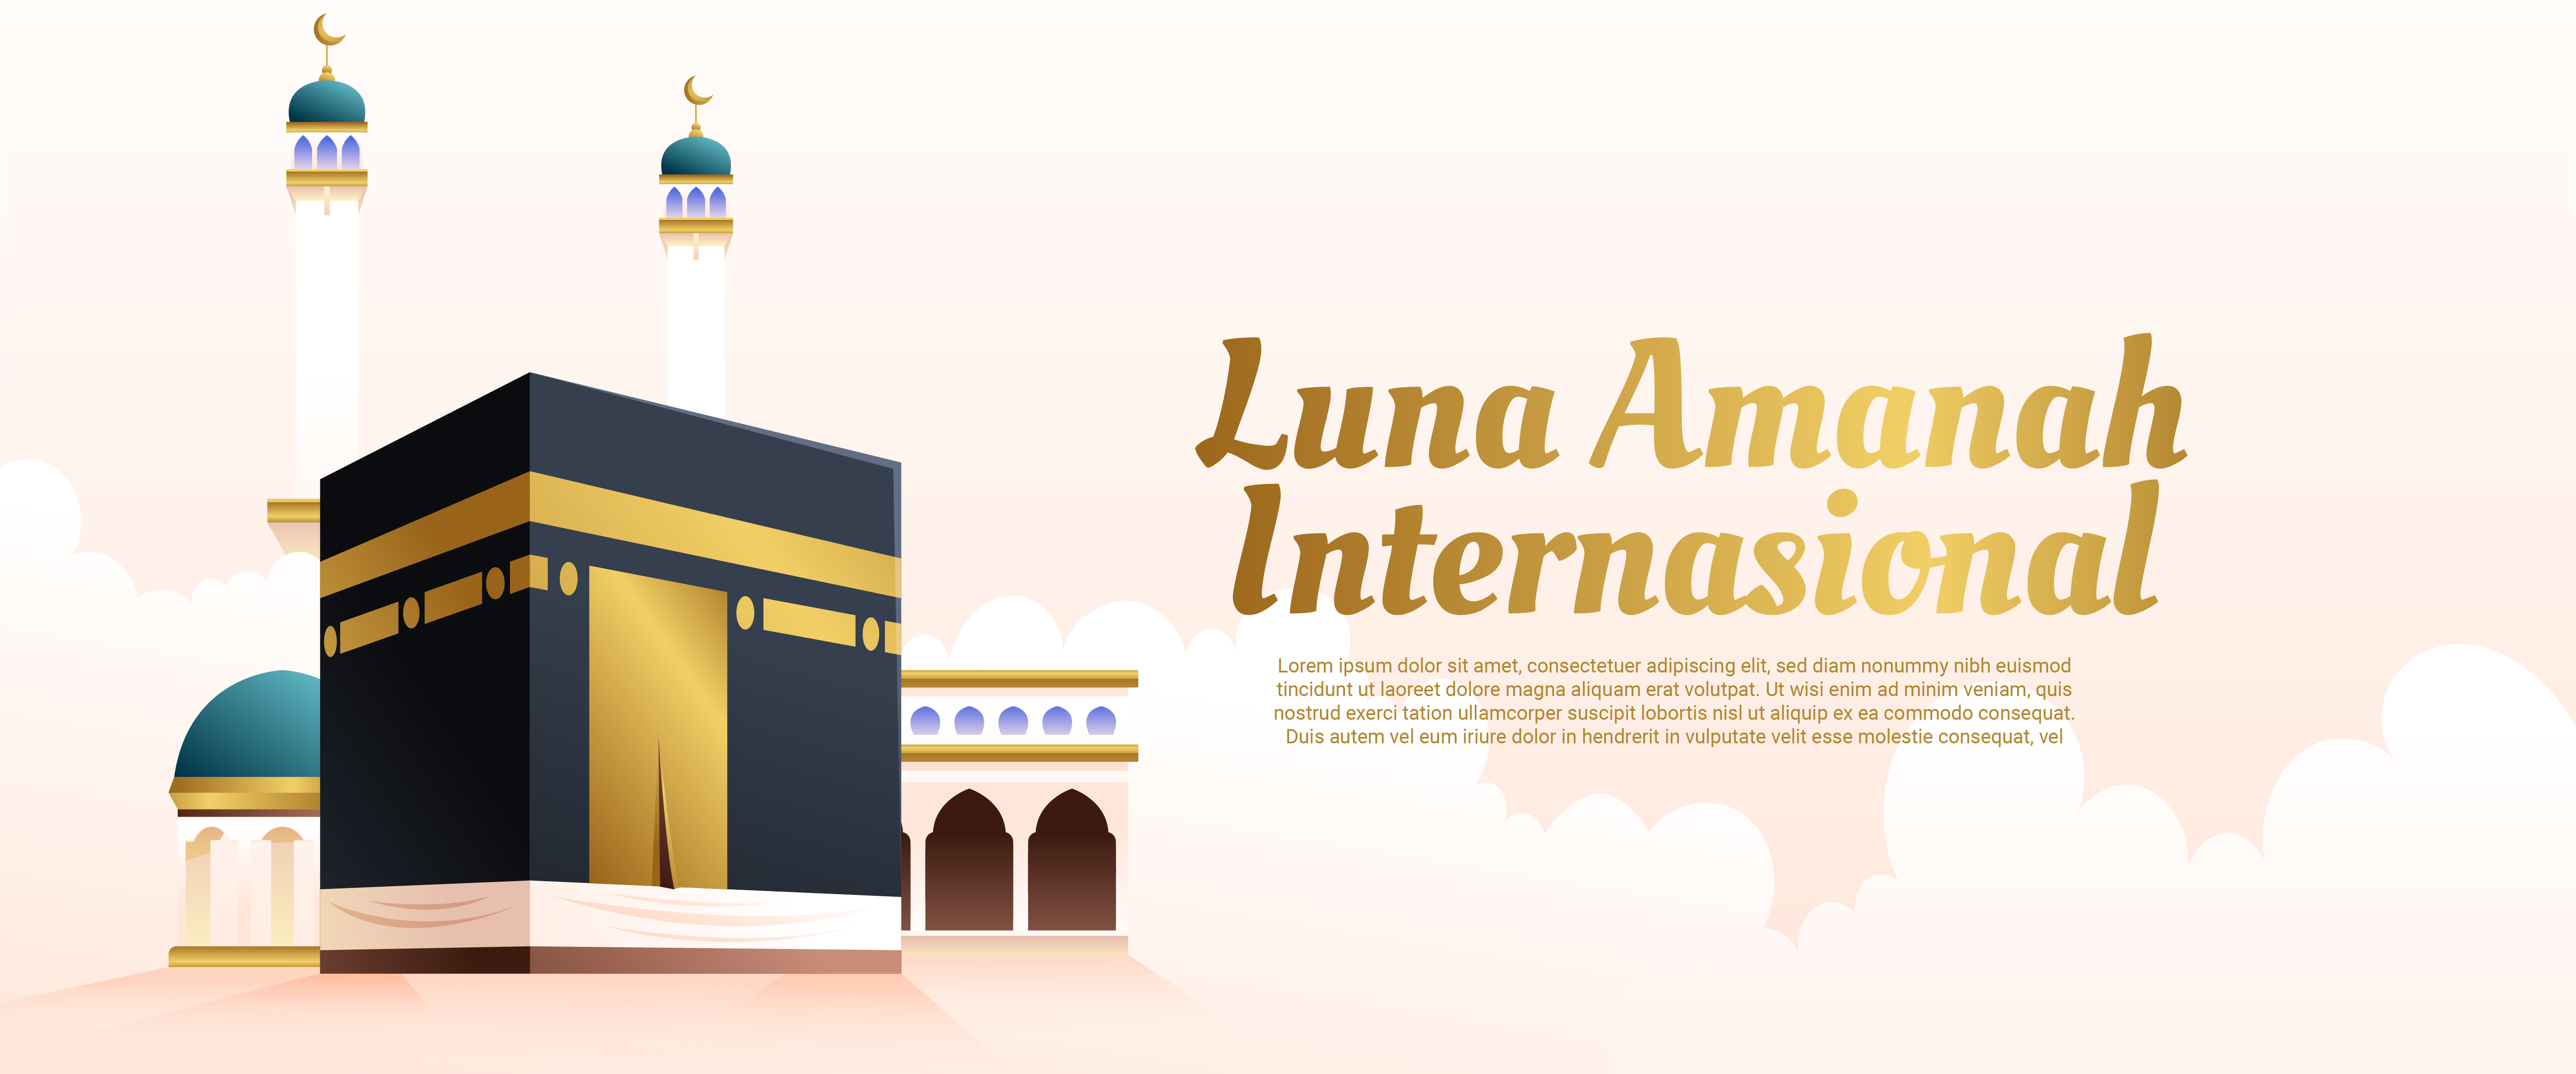 Luna Amanah
Internasional
Lorem ipsum dolor sit amet, consectetuer adipiscing elit, sed diam nonummy nibh euismod
tincidunt ut laoreet dolore magna aliquam erat volutpat. Ut wisi enim ad minim veniam, quis
nostrud exerci tation ullamcorper suscipit lobortis nisl ut aliquip ex ea commodo consequat.
Duis autem vel eum iriure dolor in hendrerit in vulputate velit esse molestie consequat, vel